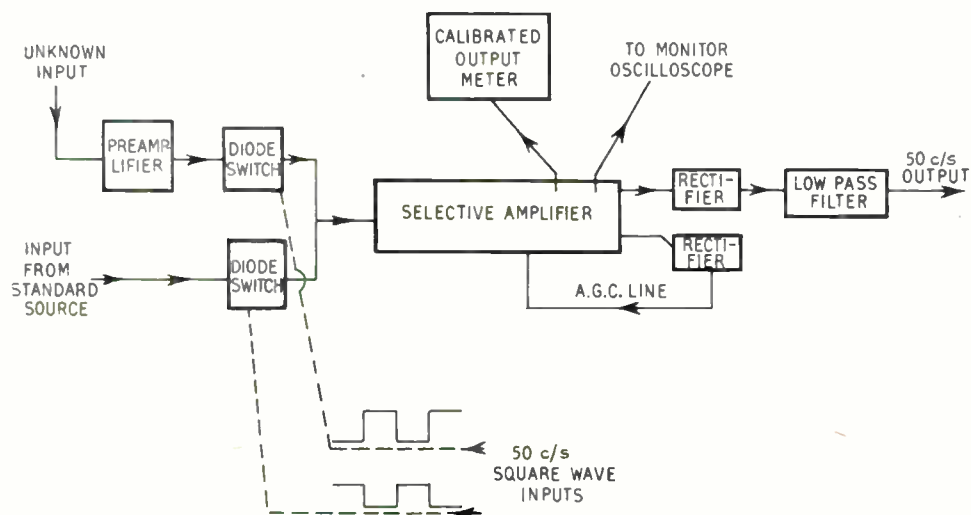 UNKNOWN
INPUT
PREAMP
LIFIER
DIODE
SWITCH
CALIBRATED
OUTPUT
METER
TO MONITOR
OSCILLOSCOPE
SELECTIVE AMPLIFIER
RECTI-
FIER
LOW PASS
FILTER
50 c/s
OUTPUT
INPUT
FROM
STANDARD
SOURCE
DIODE
SWITCH
RECTI-
FIER
A.G.C. LINE
50 c/s
SQUARE WAVE
INPUTS